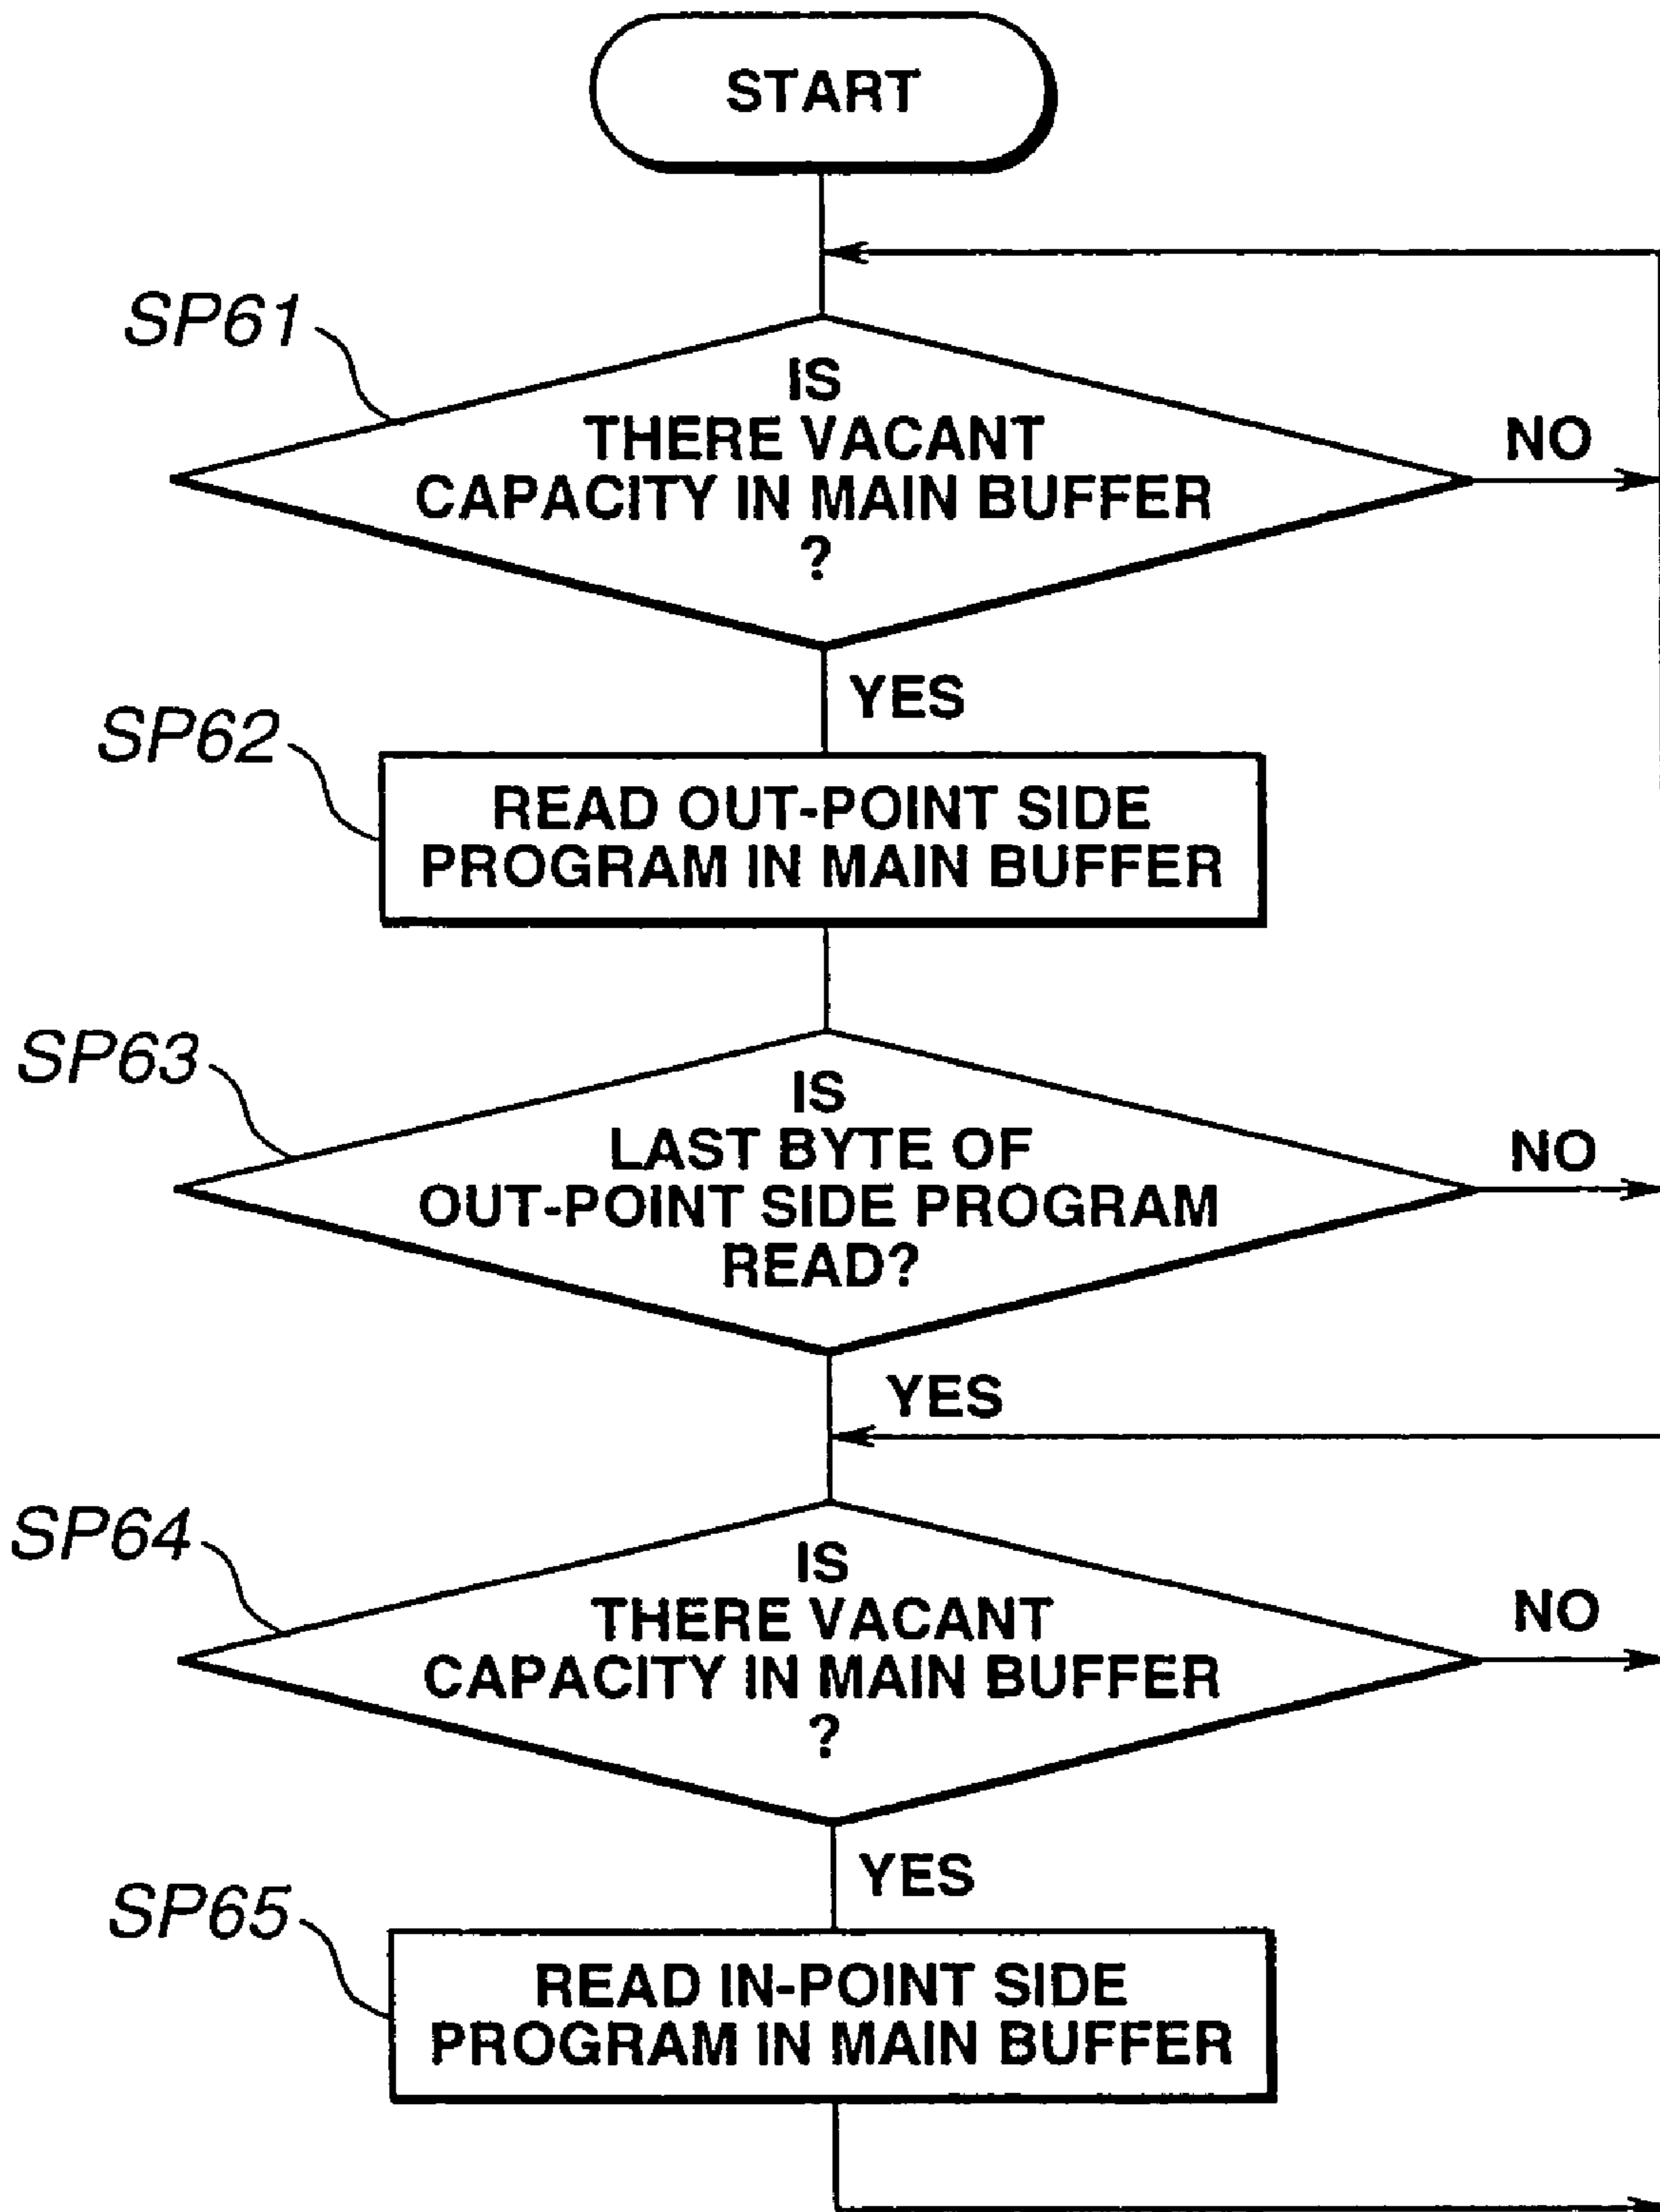 START
SP61
IS
THERE VACANT
CAPACITY IN MAIN BUFFER
?
NO
YES
SP62
READ OUT-POINT SIDE
PROGRAM IN MAIN BUFFER
SP63
IS
LAST BYTE OF
OUT-POINT SIDE PROGRAM
READ?
NO
YES
SP64
IS
THERE VACANT
CAPACITY IN MAIN BUFFER
?
NO
YES
SP65
READ IN-POINT SIDE
PROGRAM IN MAIN BUFFER